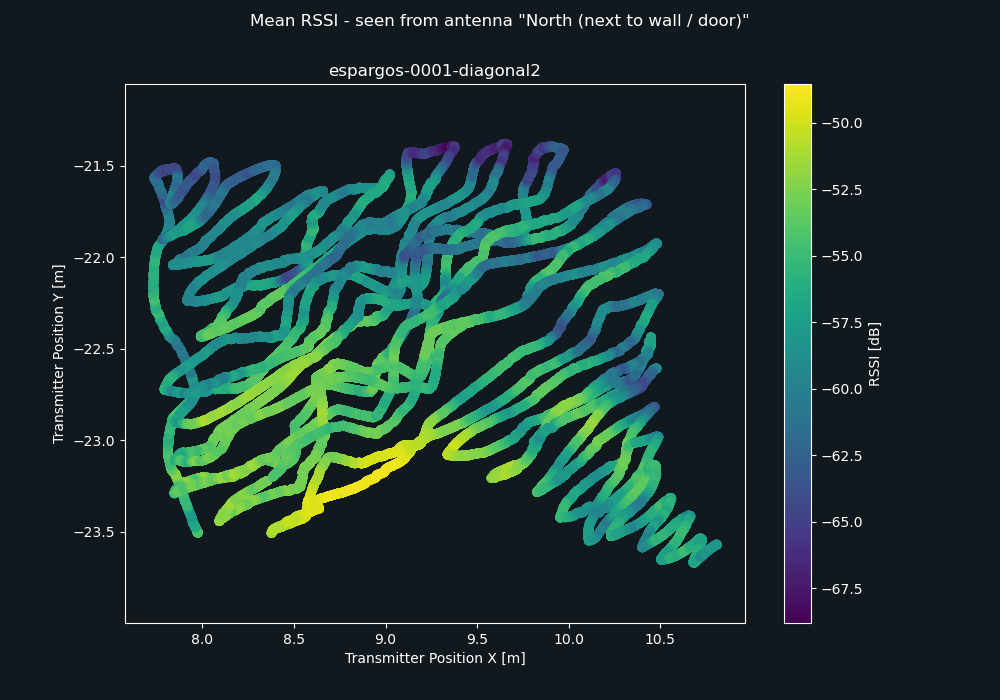 Mean RSSI - seen from antenna "North (next to wall / door)"
espargos-0001-diagonal2
−21.5
−22.0
−22.5
−23.0
−23.5
Transmitter Position Y [m]
8.0 8.5 9.0 9.5 10.0 10.5
Transmitter Position X [m]
−50.0
−52.5
−55.0
−57.5
−60.0
−62.5
−65.0
−67.5
RSSI [dB]